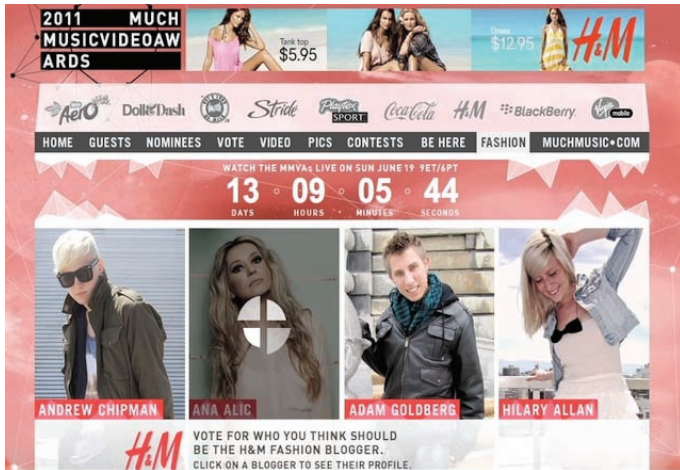 2011 MUCH
MUSICVIDEOAW
ARDS
Tank top
$5.95
Dress
$12.95
H&M
Aero
Doll Dash
Stride
Playtex
SPORT
Coca-Cola
H&M
BlackBerry
Virgin
mobile
HOME GUESTS NOMINEES VOTE VIDEO PICS CONTESTS BE HERE FASHION MUCHMUSIC•COM
WATCH THE MMVAs LIVE ON SUN JUNE 19 9ET/6PT
13 09 05 44
DAYS HOURS MINUTES SECONDS
ANDREW CHIPMAN ANA ALIC ADAM GOLDBERG HILARY ALLAN
H&M
VOTE FOR WHO YOU THINK SHOULD
BE THE H&M FASHION BLOGGER.
CLICK ON A BLOGGER TO SEE THEIR PROFILE.